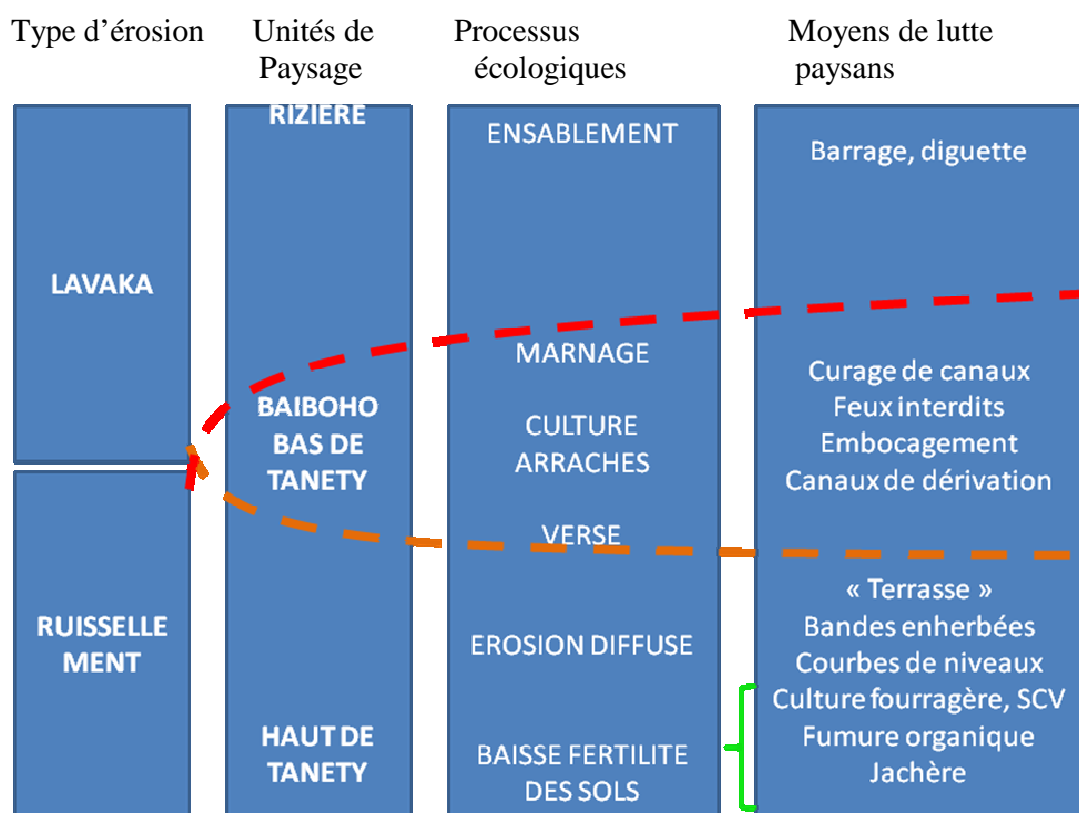 Type d’érosion
Unités de
Paysage
Processus
écologiques
Moyens de lutte
paysans
LAVAKA
RUISSELLE
MENT
RIZIERE
BAIBOHO
BAS DE
TANETY
HAUT DE
TANETY
ENSABLEMENT
MARNAGE
CULTURE
ARRACHES
VERSE
EROSION DIFFUSE
BAISSE FERTILITE
DES SOLS
Barrage, diguette
Curage de canaux
Feux interdits
Embocagement
Canaux de dérivation
« Terrasse »
Bandes enherbées
Courbes de niveaux
Culture fourragère, SCV
Fumure organique
Jachère